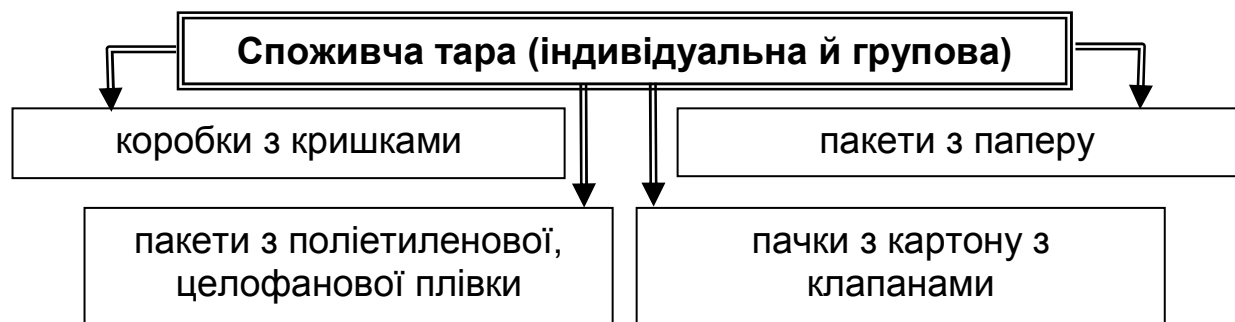 Споживча тара (індивідуальна й групова)
коробки з кришками
пакети з паперу
пакети з поліетиленової,
целофанової плівки
пачки з картону з
клапанами